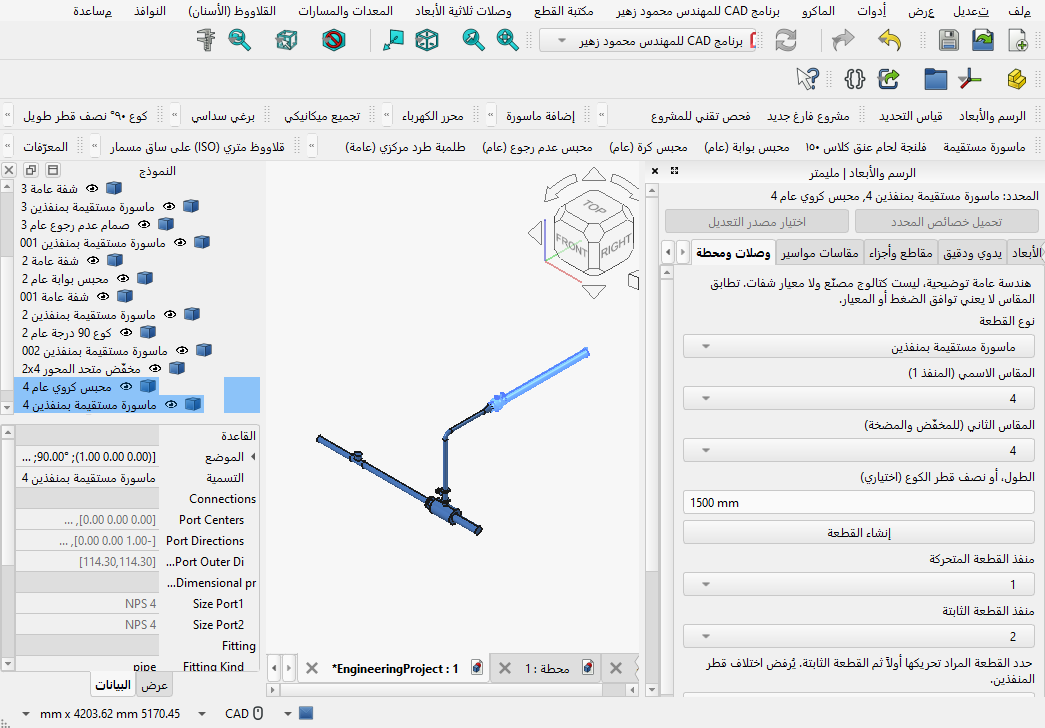 ملف تعديل عرض أدوات الماكرو برنامج CAD للمهندس محمود زهير مكتبة القطع وصلات ثلاثية الأبعاد المعدات والمسارات القلاووظ (الأسنان) النوافذ مساعدة
برنامج CAD للمهندس محمود زهير
الرسم والأبعاد قياس التحديد مشروع فارغ جديد فحص تقني للمشروع « إضافة ماسورة « محرر الكهرباء « تجميع ميكانيكي برغي سداسي « كوع ٩٠° نصف قطر طويل «
ماسورة مستقيمة فلنجة لحام عنق كلاس ١٥٠ محبس بوابة (عام) محبس كرة (عام) محبس عدم رجوع (عام) طلمبة طرد مركزي (عامة) « قلاووظ متري (ISO) على ساق مسمار « المعرّفات «
الرسم والأبعاد | مليمتر
المحدد: ماسورة مستقيمة بمنفذين 4, محبس كروي عام 4
تحميل خصائص المحدد
اختيار مصدر التعديل
الأبعاد
يدوي ودقيق
مقاطع وأجزاء
مقاسات مواسير
وصلات ومحطة
هندسة عامة توضيحية، ليست كتالوج مصنّع ولا معيار شفات. تطابق
المقاس لا يعني توافق الضغط أو المعيار.
نوع القطعة
ماسورة مستقيمة بمنفذين
المقاس الاسمي (المنفذ 1)
4
المقاس الثاني (للمخفّض والمضخة)
4
الطول، أو نصف قطر الكوع (اختياري)
1500 mm
إنشاء القطعة
منفذ القطعة المتحركة
1
منفذ القطعة الثابتة
2
حدد القطعة المراد تحريكها أولاً ثم القطعة الثابتة. يُرفض اختلاف قطر
المنفذين.
TOP
FRONT
RIGHT
محطة : 1
EngineeringProject : 1*
النموذج
شفة عامة 3
ماسورة مستقيمة بمنفذين 3
صمام عدم رجوع عام 3
ماسورة مستقيمة بمنفذين 001
شفة عامة 2
محبس بوابة عام 2
شفة عامة 001
ماسورة مستقيمة بمنفذين 2
كوع 90 درجة عام 2
ماسورة مستقيمة بمنفذين 002
مخفّض متحد المحور 2x4
محبس كروي عام 4
ماسورة مستقيمة بمنفذين 4
القاعدة
الموضع [(0.00 0.00 1.00); 90.00°; ...
التسمية ماسورة مستقيمة بمنفذين 4
Connections
Port Centers [0.00 0.00 0.00], ...
Port Directions [-1.00 0.00 0.00], ...
Port Outer Di... [114.30,114.30]
Dimensional pr...
Size Port1 NPS 4
Size Port2 NPS 4
Fitting
Fitting Kind pipe
عرض
البيانات
CAD
5170.45 mm x 4203.62 mm